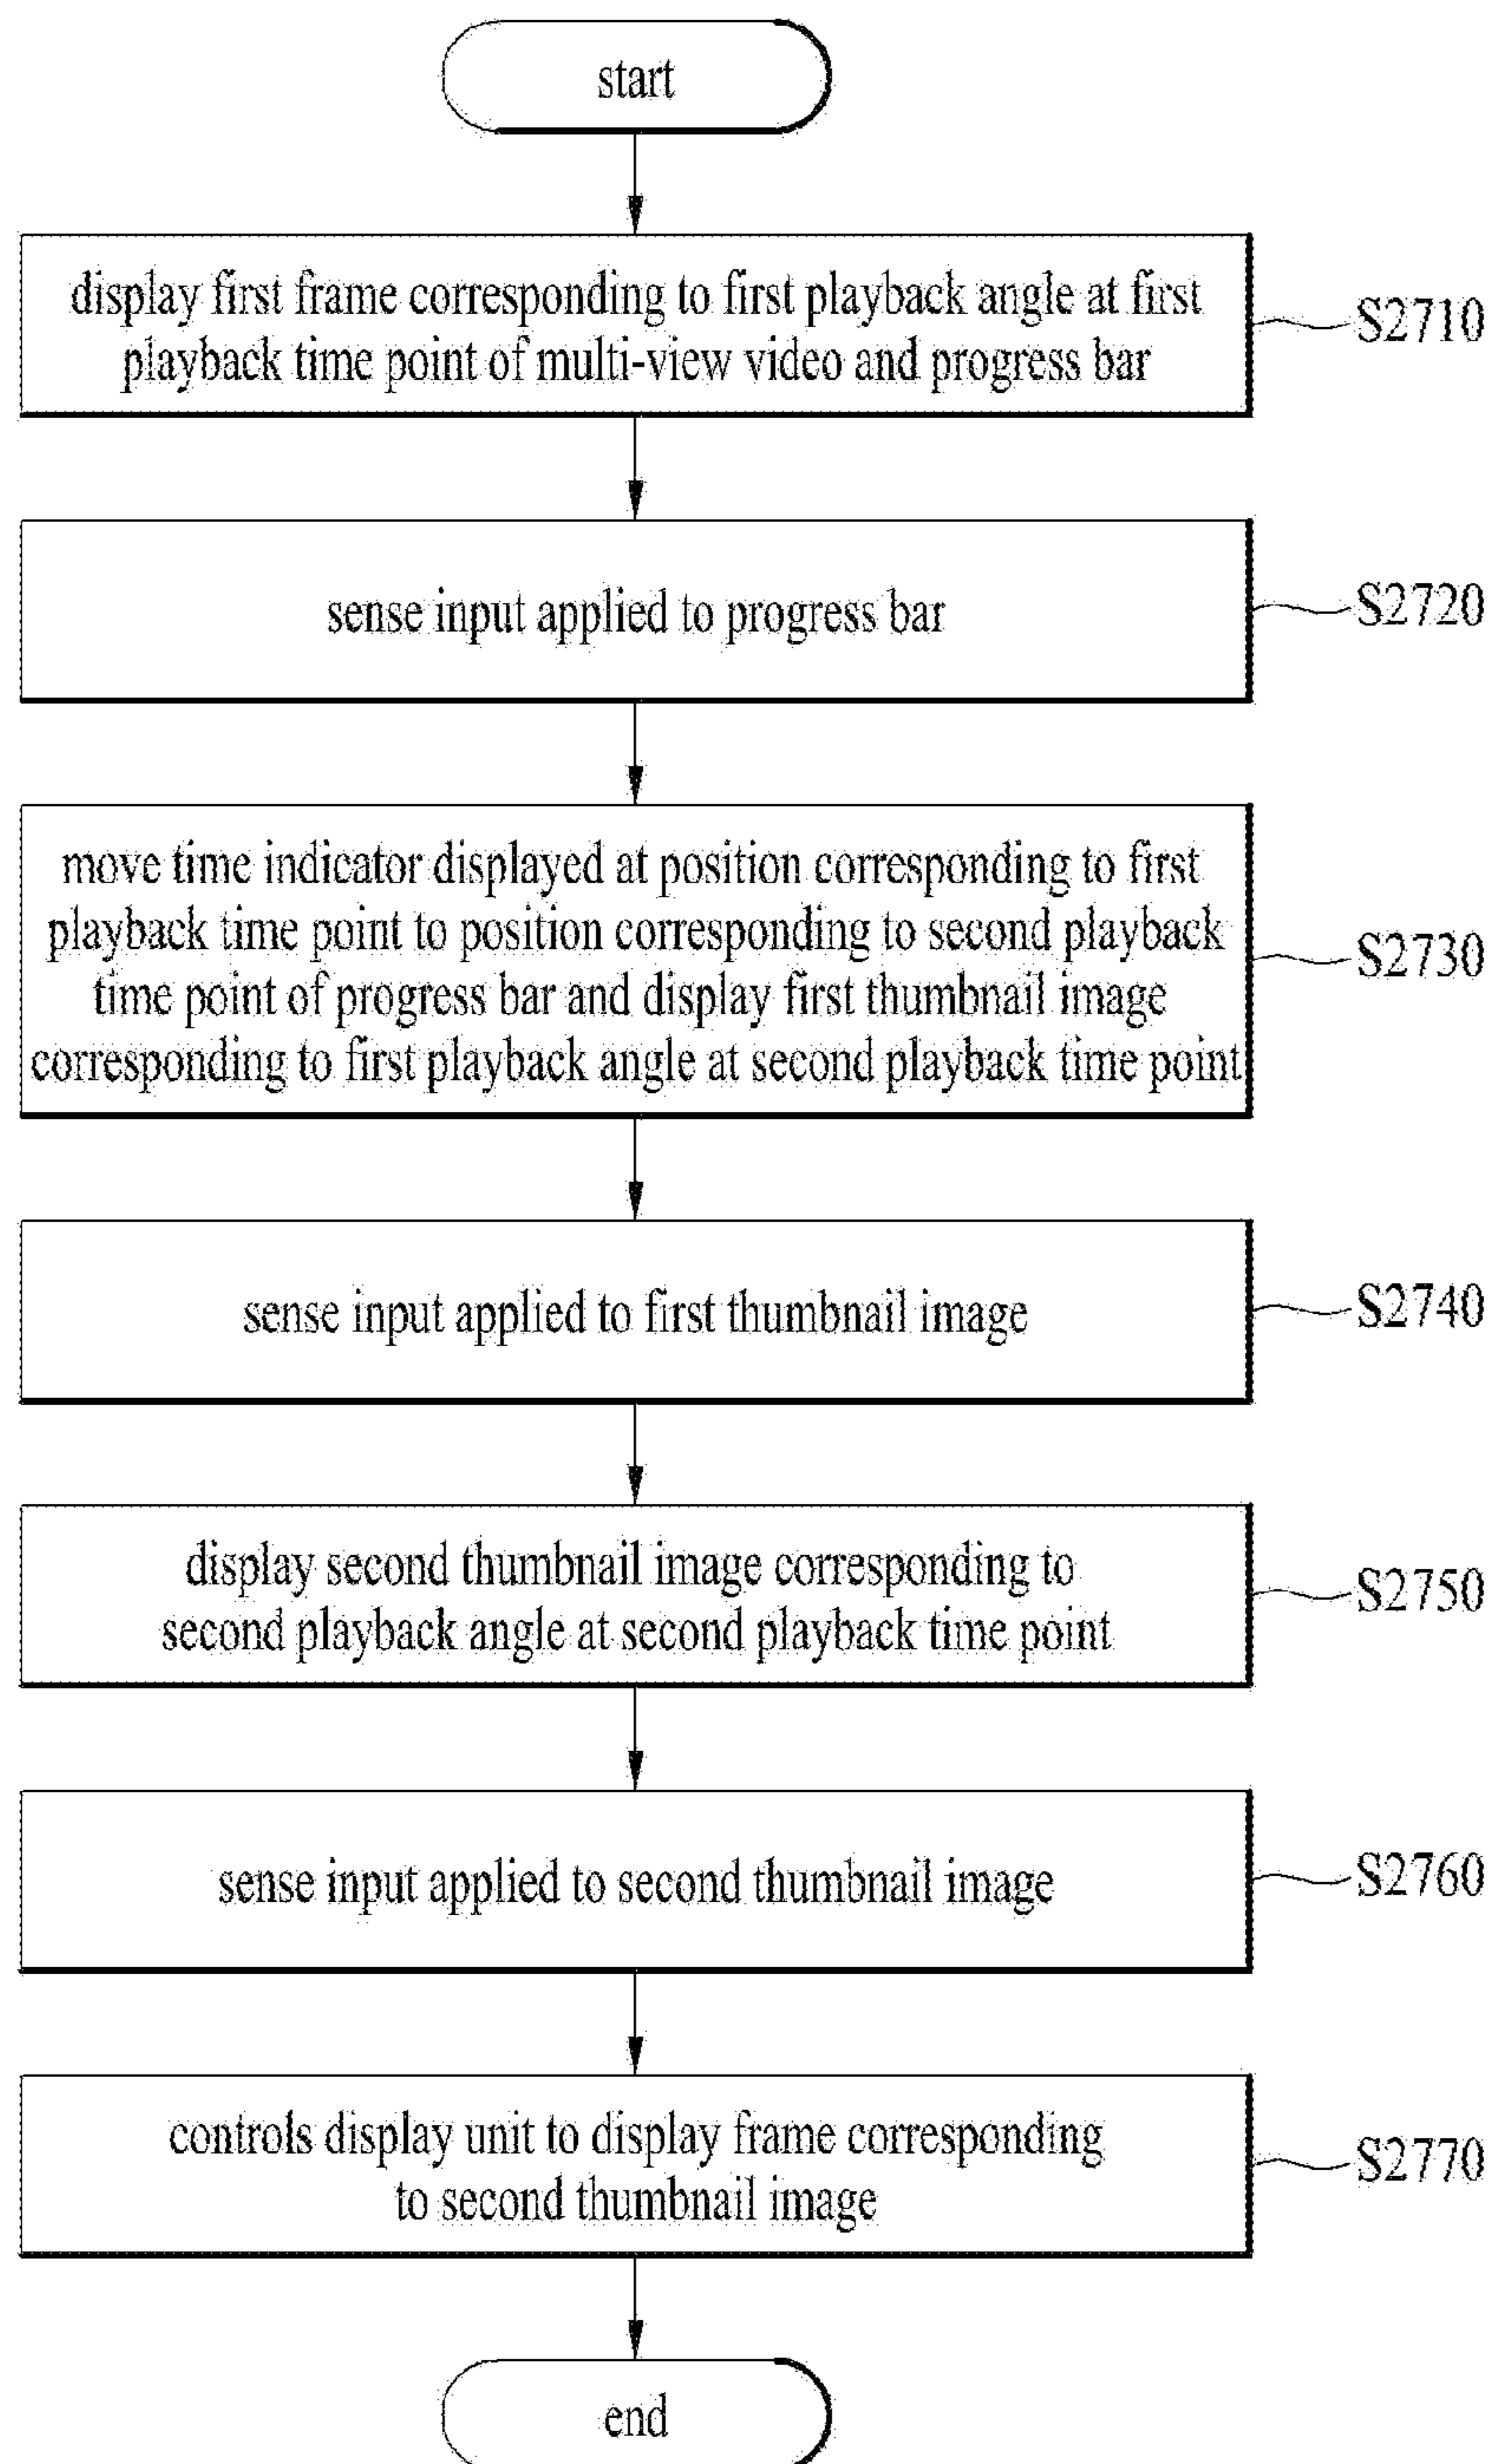 start
display first frame corresponding to first playback angle at first
playback time point of multi-view video and progress bar
S2710
sense input applied to progress bar
S2720
move time indicator displayed at position corresponding to first
playback time point to position corresponding to second playback
time point of progress bar and display first thumbnail image
corresponding to first playback angle at second playback time point
S2730
sense input applied to first thumbnail image
S2740
display second thumbnail image corresponding to
second playback angle at second playback time point
S2750
sense input applied to second thumbnail image
S2760
controls display unit to display frame corresponding
to second thumbnail image
S2770
end